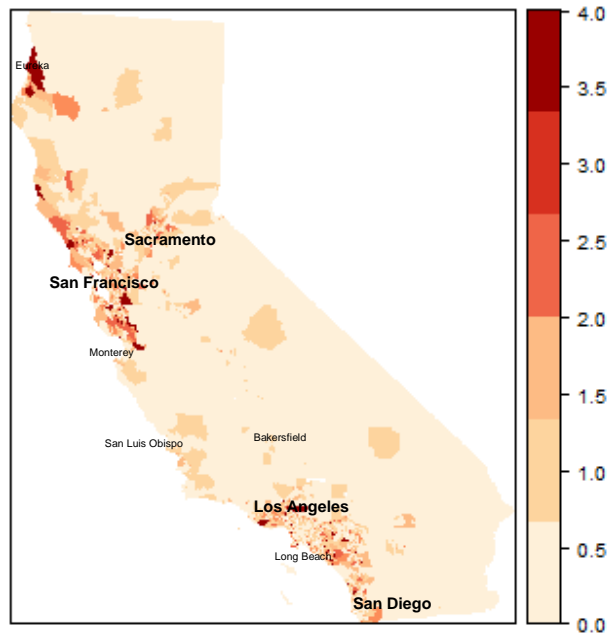 Eureka
Sacramento
San Francisco
Monterey
San Luis Obispo
Bakersfield
Los Angeles
Long Beach
San Diego
4.0
3.5
3.0
2.5
2.0
1.5
1.0
0.5
0.0